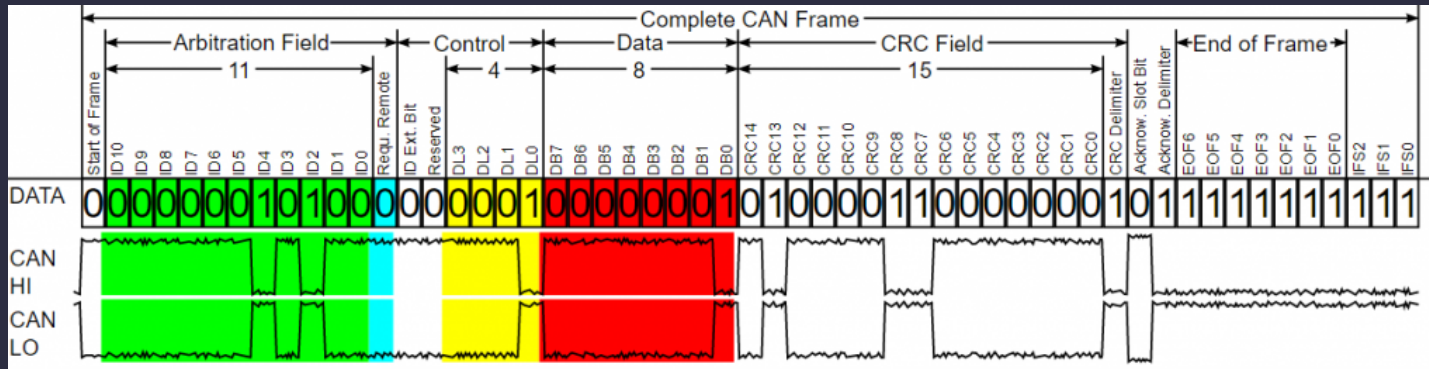 Complete CAN Frame
Arbitration Field Control Data CRC Field End of Frame
11 4 8 15
Start of Frame
ID10
ID9
ID8
ID7
ID6
ID5
ID4
ID3
ID2
ID1
ID0
Requ. Remote
ID Ext. Bit
Reserved
DL3
DL2
DL1
DL0
DB7
DB6
DB5
DB4
DB3
DB2
DB1
DB0
CRC14
CRC13
CRC12
CRC11
CRC10
CRC9
CRC8
CRC7
CRC6
CRC5
CRC4
CRC3
CRC2
CRC1
CRC0
CRC Delimiter
Acknow. Slot Bit
Acknow. Delimiter
EOF6
EOF5
EOF4
EOF3
EOF2
EOF1
EOF0
IFS2
IFS1
IFS0
DATA 0 0 0 0 0 0 0 1 0 1 0 0 0 0 0 0 0 0 1 0 0 0 0 0 0 0 1 0 1 0 0 0 0 1 1 0 0 0 0 0 0 0 1 0 1 1 1 1 1 1 1 1 1 1 1
CAN
HI
CAN
LO